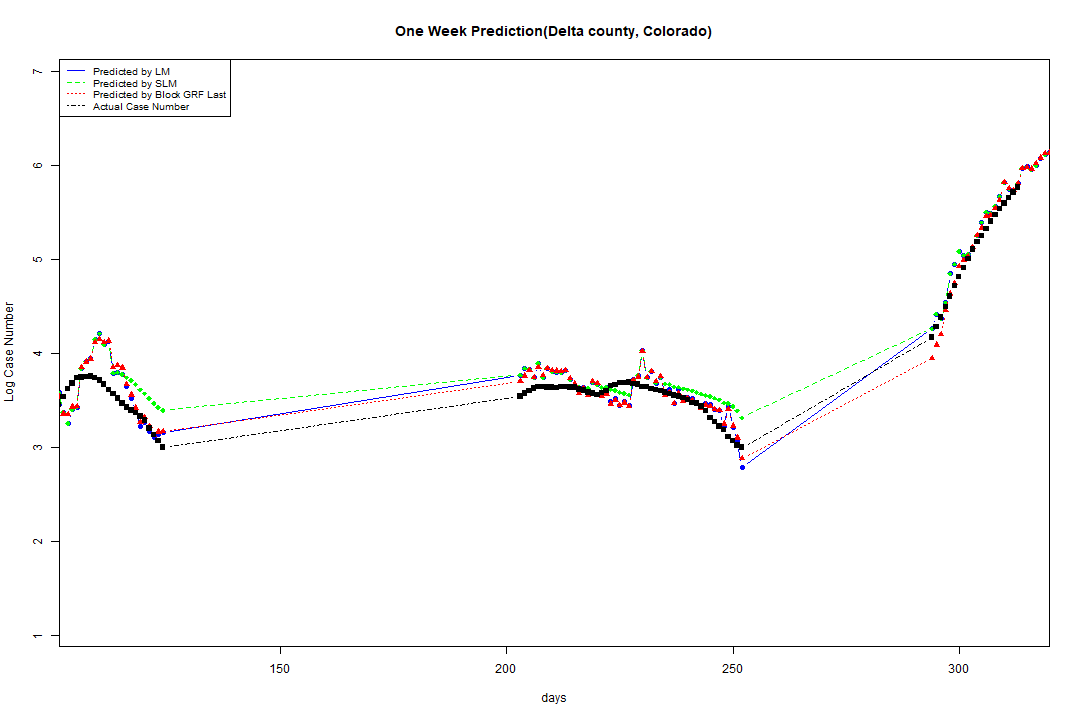 One Week Prediction(Delta county, Colorado)
Predicted by LM
Predicted by SLM
Predicted by Block GRF Last
Actual Case Number
Log Case Number
7
6
5
4
3
2
1
150 200 250 300
days